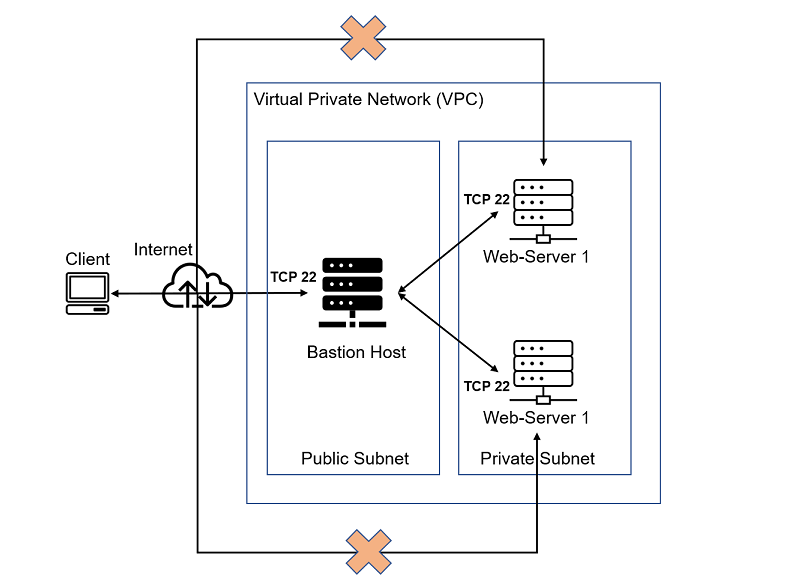 Virtual Private Network (VPC)
TCP 22
Web-Server 1
Internet
Client
TCP 22
Bastion Host
TCP 22
Web-Server 1
Public Subnet
Private Subnet